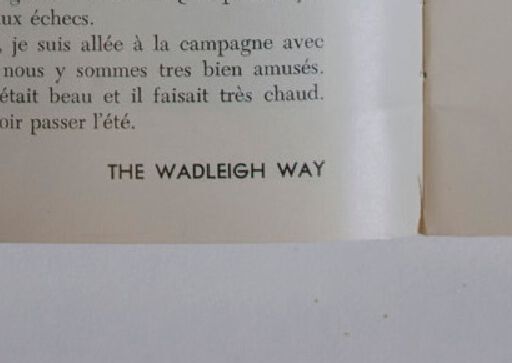 aux échecs.
, je suis allée à la campagne avec
nous y sommes tres bien amusés.
était beau et il faisait très chaud.
oir passer l'été.
THE WADLEIGH WAY